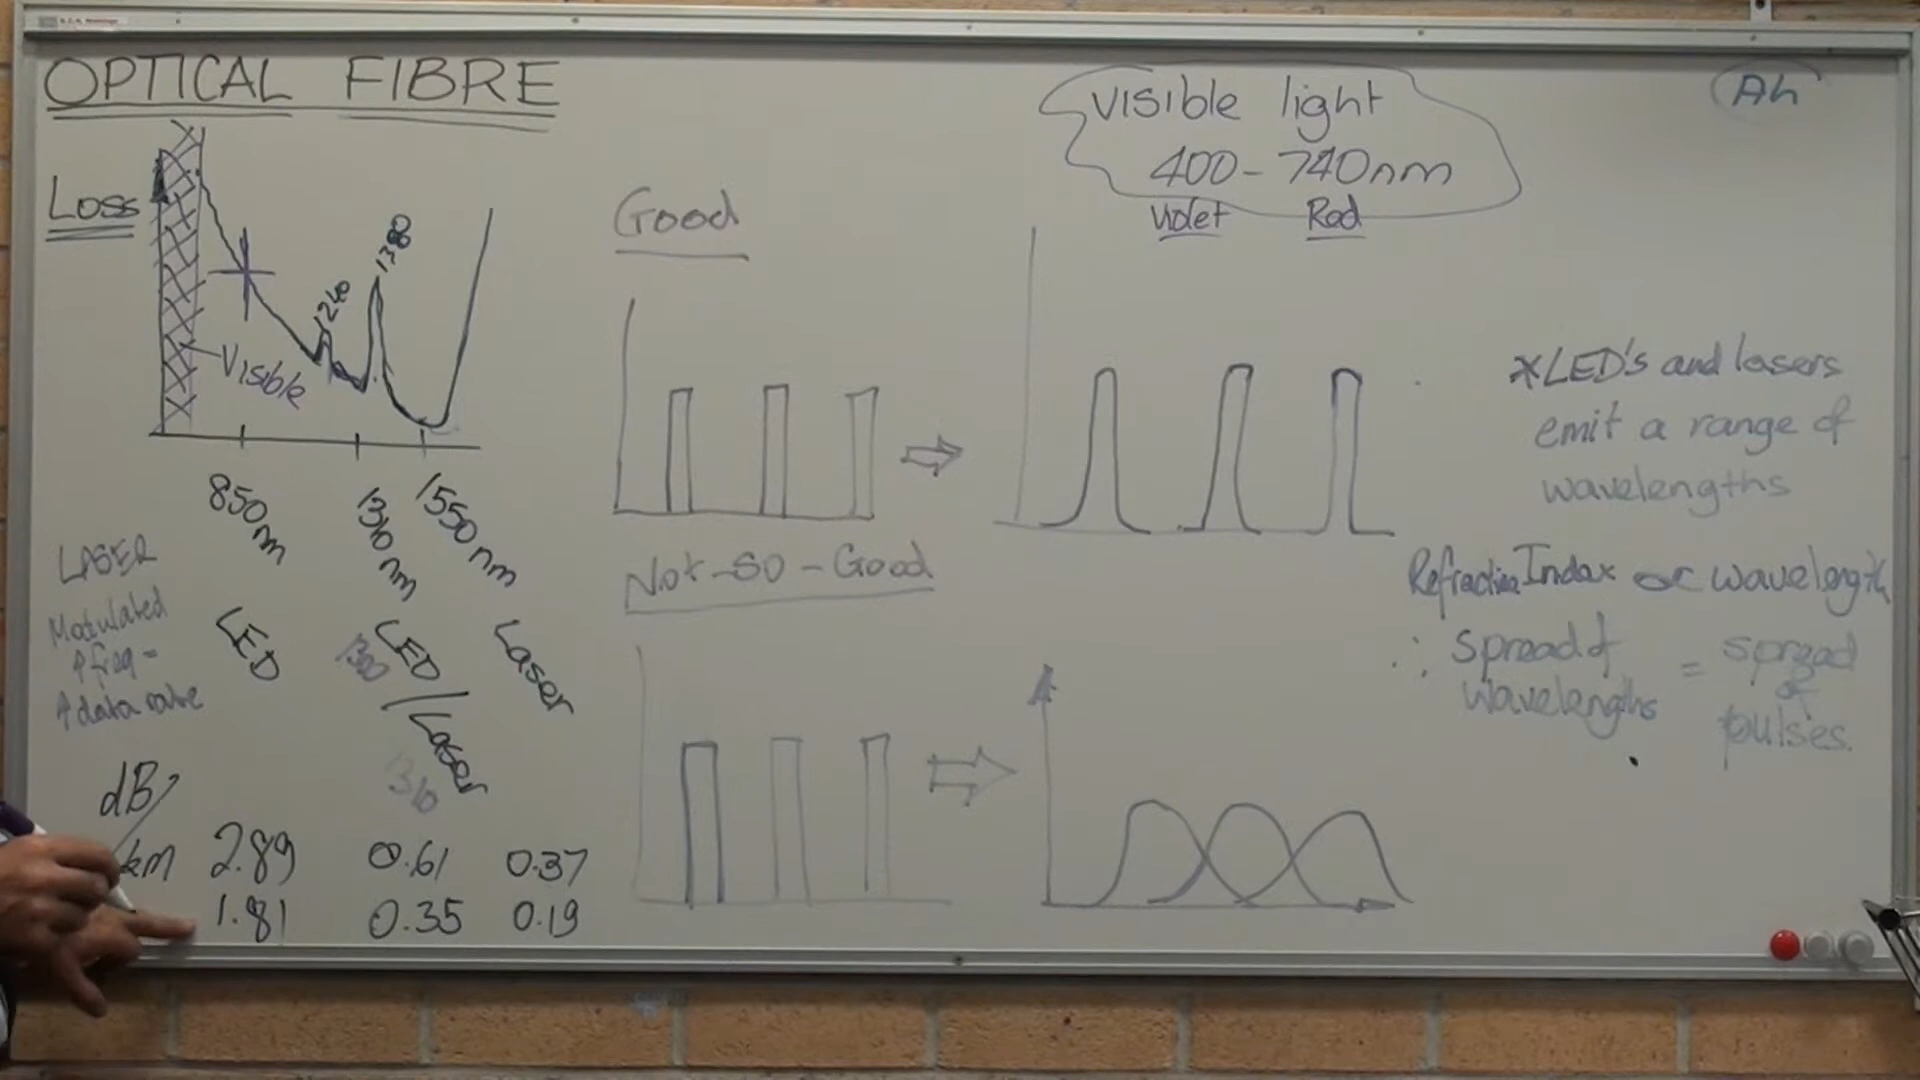 OPTICAL FIBRE
Loss
1240
1380
Visible
850nm
1310nm
1550nm
LASER
Modulated
↑freq =
↑data rate
LED
1300
LED / Laser
1310
Laser
dB/km
2.89 0.61 0.37
1.81 0.35 0.19
Good
Not-so-Good
visible light
400-740nm
violet Red
Ah
*LED's and lasers
emit a range of
wavelengths
Index ∝ wavelength
∴ spread of wavelengths = spread of pulses.